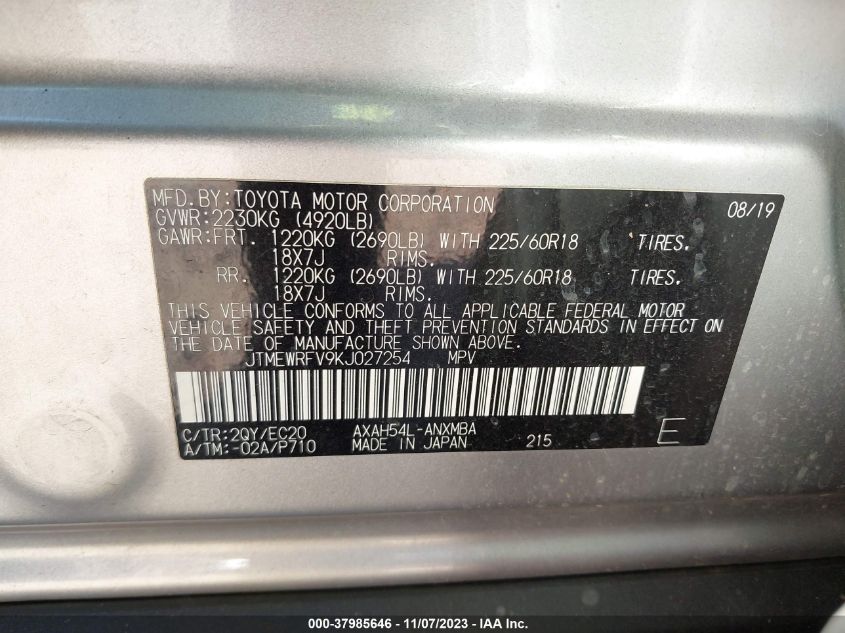 MFD. BY: TOYOTA MOTOR CORPORATION 08/19
GVWR: 2230KG (4920LB)
GAWR: FRT. 1220KG (2690LB) WITH 225/60R18 TIRES.
18X7J RIMS.
RR. 1220KG (2690LB) WITH 225/60R18 TIRES.
18X7J RIMS.
THIS VEHICLE CONFORMS TO ALL APPLICABLE FEDERAL MOTOR
VEHICLE SAFETY AND THEFT PREVENTION STANDARDS IN EFFECT ON
THE DATE OF MANUFACTURE SHOWN ABOVE.
JTMEWRFV9KJ027254 MPV
C/TR: 2QY/EC20 AXAH54L-ANXMBA
A/TM: -02A/P710 MADE IN JAPAN 215 E
000-37985646 - 11/07/2023 - Copyright © IAA, Inc.